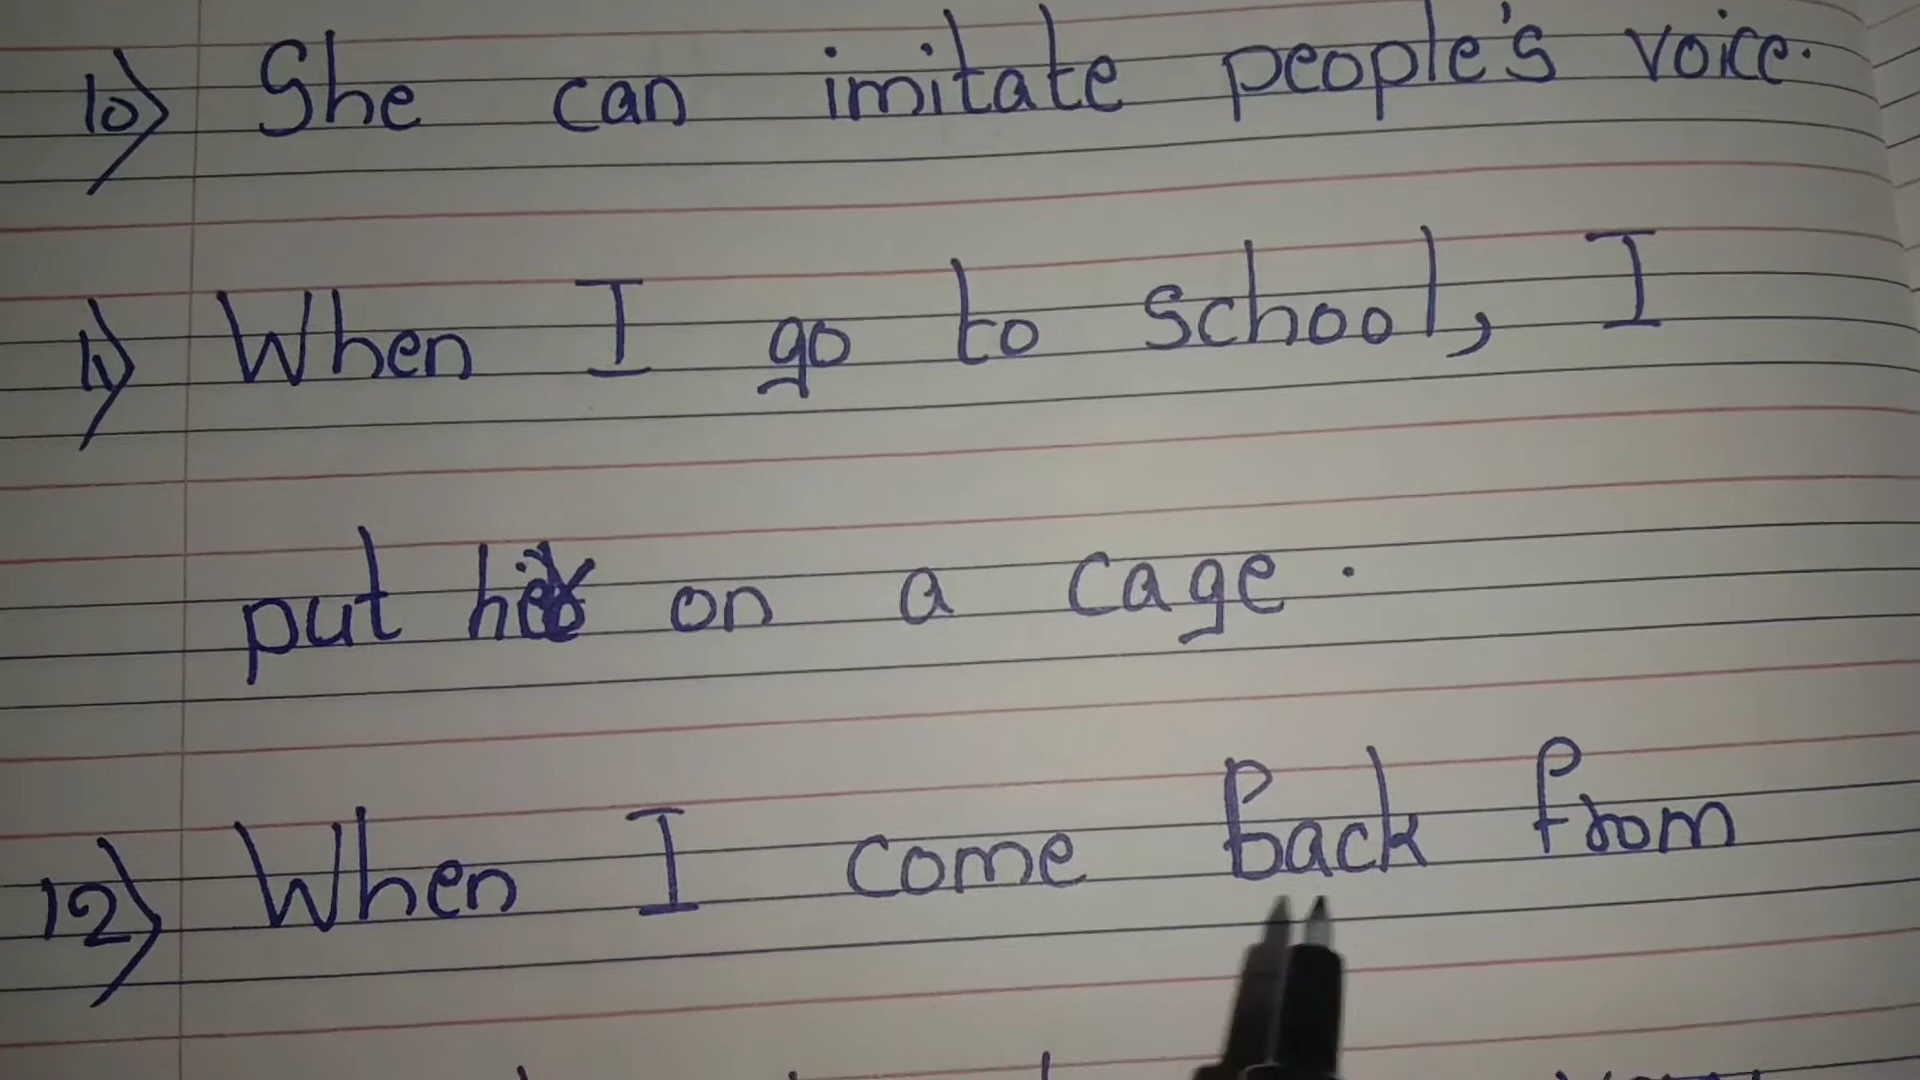 10) She can imitate people's voice.
11) When I go to school, I
put her on a cage.
12) When I come back from